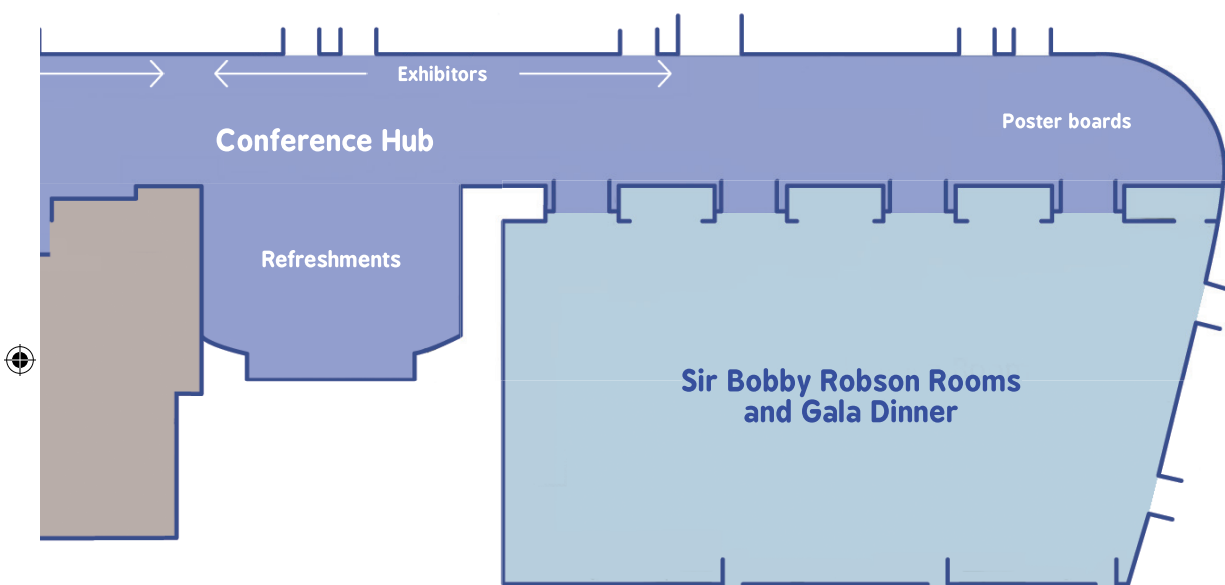 Exhibitors
Conference Hub
Poster boards
Refreshments
Sir Bobby Robson Rooms
and Gala Dinner